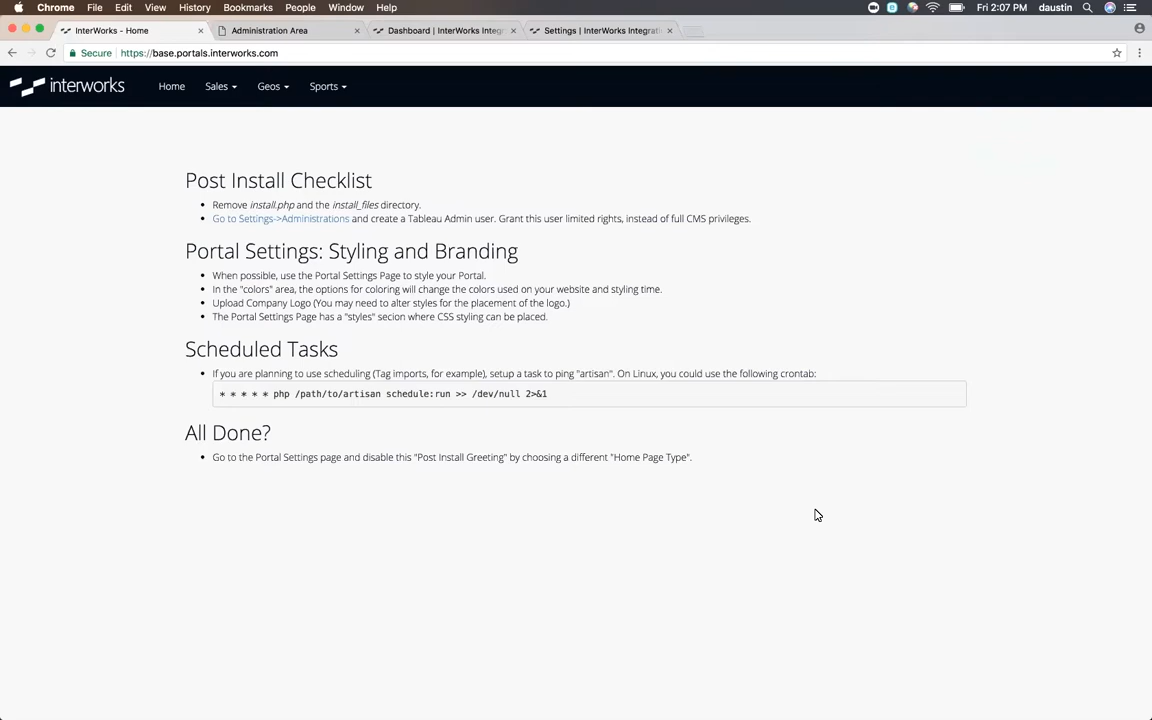 Chrome File Edit View History Bookmarks People Window Help Fri 2:07 PM daustin
InterWorks - Home Administration Area Dashboard | InterWorks Integ Settings | InterWorks Integrati
Secure https://base.portals.interworks.com
interworks Home Sales Geos Sports
Post Install Checklist
• Remove install.php and the install_files directory.
• Go to Settings->Administrations and create a Tableau Admin user. Grant this user limited rights, instead of full CMS privileges.
Portal Settings: Styling and Branding
• When possible, use the Portal Settings Page to style your Portal.
• In the "colors" area, the options for coloring will change the colors used on your website and styling time.
• Upload Company Logo (You may need to alter styles for the placement of the logo.)
• The Portal Settings Page has a "styles" secion where CSS styling can be placed.
Scheduled Tasks
• If you are planning to use scheduling (Tag imports, for example), setup a task to ping "artisan". On Linux, you could use the following crontab:
* * * * * php /path/to/artisan schedule:run >> /dev/null 2>&1
All Done?
• Go to the Portal Settings page and disable this "Post Install Greeting" by choosing a different "Home Page Type".